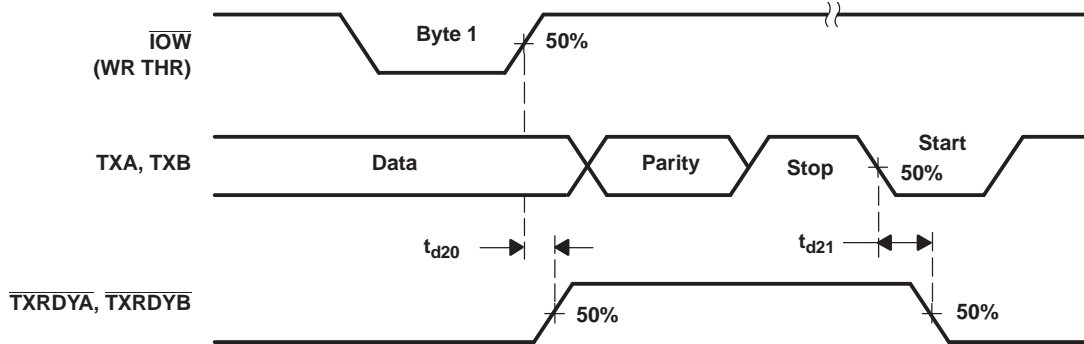 Byte 1
IOW
(WR THR)
50%
TXA, TXB
Data
Parity
Stop
Start
50%
td20
td21
TXRDYA, TXRDYB
50%
50%